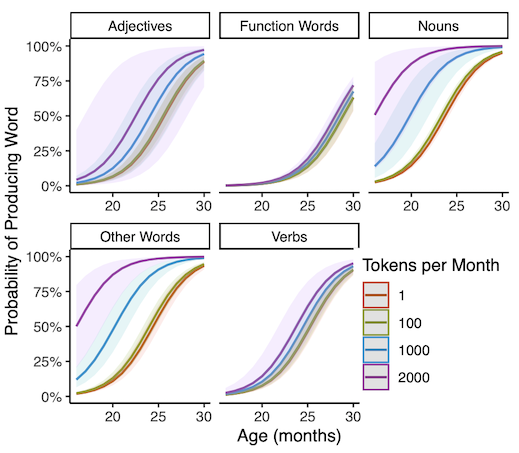 Adjectives Function Words Nouns
100%
75%
50%
25%
0%
20 25 30 20 25 30 20 25 30
Probability of Producing Word
Other Words Verbs
100%
75%
50%
25%
0%
20 25 30 20 25 30
Age (months)
Tokens per Month
1
100
1000
2000